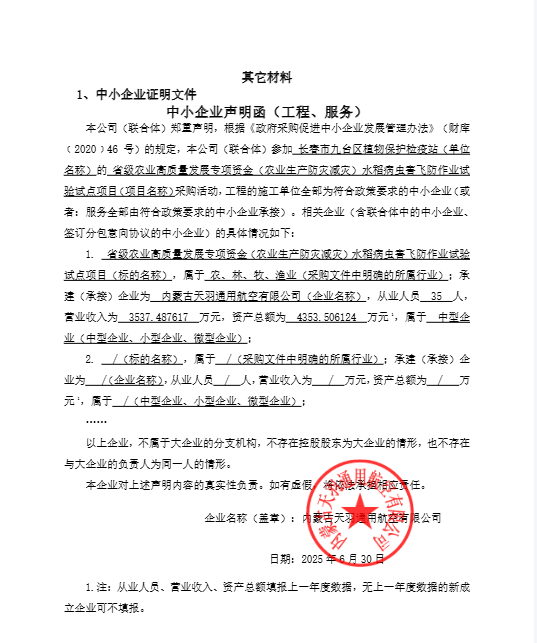 其它材料
1、中小企业证明文件
中小企业声明函（工程、服务）
本公司（联合体）郑重声明，根据《政府采购促进中小企业发展管理办法》（财库
﹝2020﹞46 号）的规定，本公司（联合体）参加 长春市九台区植物保护检疫站（单位
名称）的 省级农业高质量发展专项资金（农业生产防灾减灾）水稻病虫害飞防作业试
验试点项目（项目名称）采购活动，工程的施工单位全部为符合政策要求的中小企业（或
者：服务全部由符合政策要求的中小企业承接）。相关企业（含联合体中的中小企业、
签订分包意向协议的中小企业）的具体情况如下：
1. 省级农业高质量发展专项资金（农业生产防灾减灾）水稻病虫害飞防作业试验
试点项目（标的名称），属于 农、林、牧、渔业（采购文件中明确的所属行业）；承
建（承接）企业为 内蒙古天羽通用航空有限公司（企业名称），从业人员 35 人，
营业收入为 3537.487617 万元，资产总额为 4353.506124 万元¹，属于 中型企
业（中型企业、小型企业、微型企业）；
2. /（标的名称），属于 /（采购文件中明确的所属行业）；承建（承接）企
业为 /（企业名称），从业人员 / 人，营业收入为 / 万元，资产总额为 / 万
元¹，属于 /（中型企业、小型企业、微型企业）；
……
以上企业，不属于大企业的分支机构，不存在控股股东为大企业的情形，也不存在
与大企业的负责人为同一人的情形。
本企业对上述声明内容的真实性负责。如有虚假，将依法承担相应责任。
企业名称（盖章）：内蒙古天羽通用航空有限公司
内蒙古天羽通用航空有限公司
日期：2025年6月30日
1.注：从业人员、营业收入、资产总额填报上一年度数据，无上一年度数据的新成
立企业可不填报。